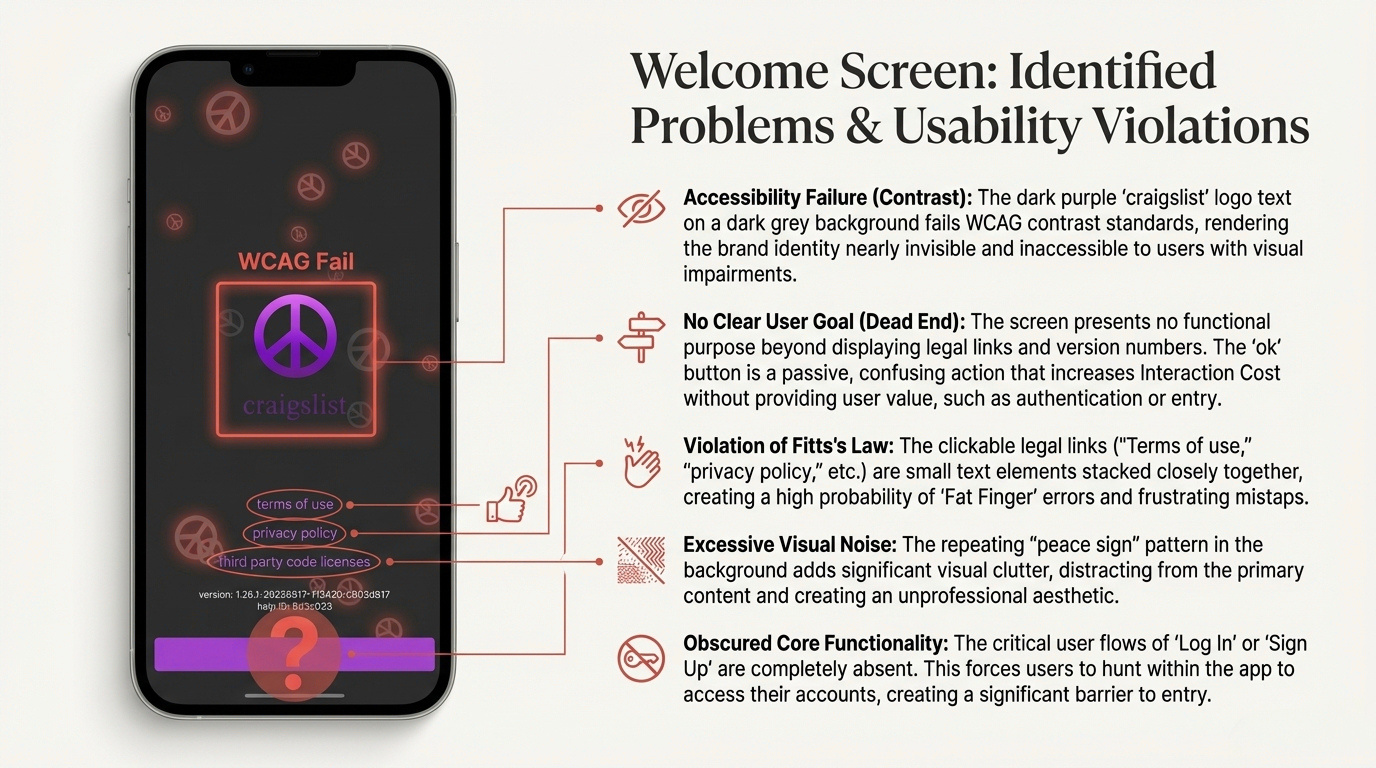 Welcome Screen: Identified
Problems & Usability Violations
WCAG Fail
craigslist
terms of use
privacy policy
third party code licenses
version: 1.26.
help ID:
?
Accessibility Failure (Contrast): The dark purple ‘craigslist’ logo text
on a dark grey background fails WCAG contrast standards, rendering
the brand identity nearly invisible and inaccessible to users with visual
impairments.
No Clear User Goal (Dead End): The screen presents no functional
purpose beyond displaying legal links and version numbers. The ‘ok’
button is a passive, confusing action that increases Interaction Cost
without providing user value, such as authentication or entry.
Violation of Fitts's Law: The clickable legal links ("Terms of use,”
“privacy policy,” etc.) are small text elements stacked closely together,
creating a high probability of ‘Fat Finger’ errors and frustrating mistaps.
Excessive Visual Noise: The repeating “peace sign” pattern in the
background adds significant visual clutter, distracting from the primary
content and creating an unprofessional aesthetic.
Obscured Core Functionality: The critical user flows of ‘Log In’ or ‘Sign
Up’ are completely absent. This forces users to hunt within the app to
access their accounts, creating a significant barrier to entry.